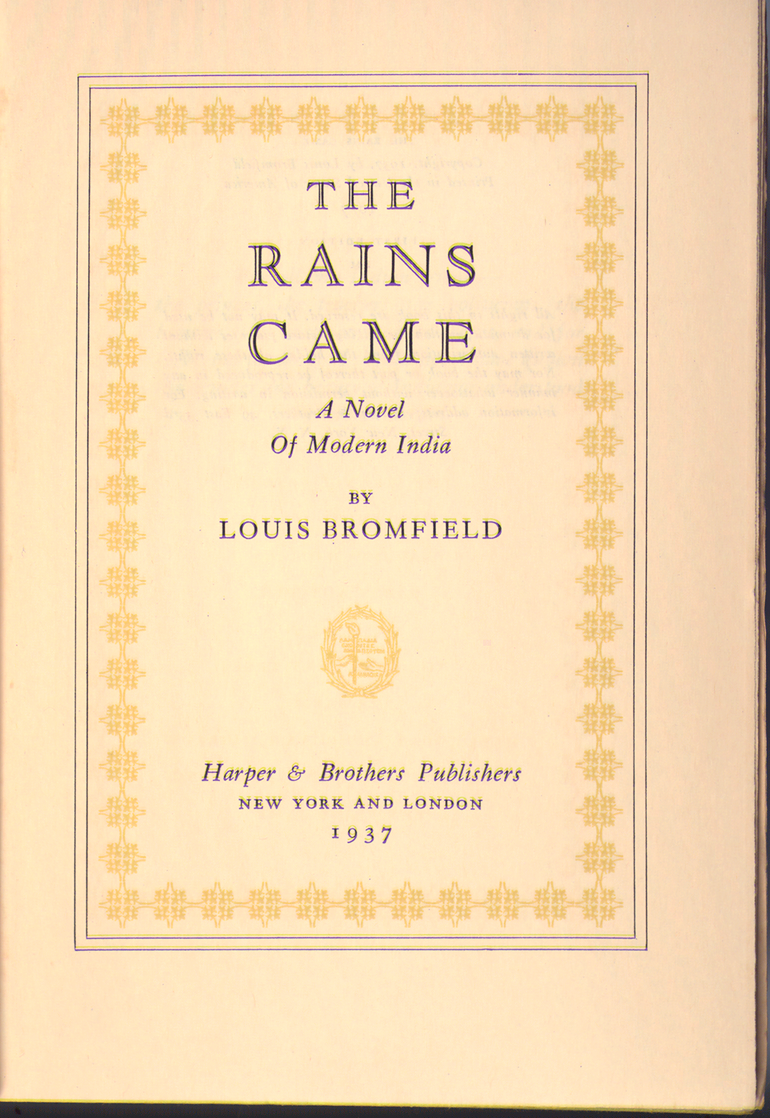 THE
RAINS
CAME
A Novel
Of Modern India
BY
LOUIS BROMFIELD
Harper & Brothers Publishers
NEW YORK AND LONDON
1937